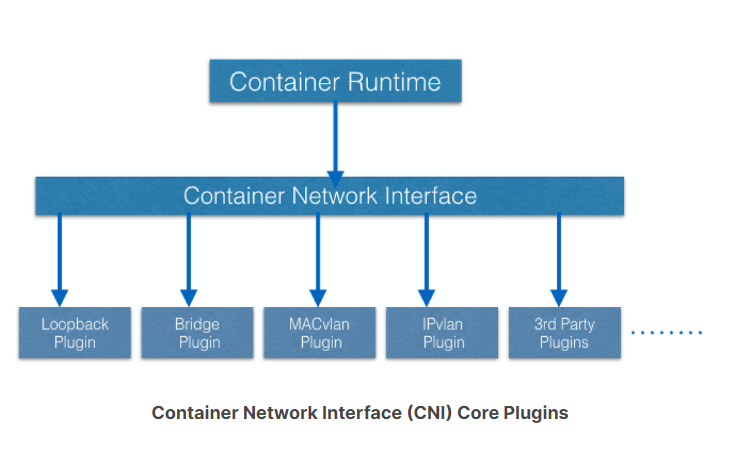 Container Runtime
Container Network Interface
Loopback
Plugin
Bridge
Plugin
MACvlan
Plugin
IPvlan
Plugin
3rd Party
Plugins
Container Network Interface (CNI) Core Plugins